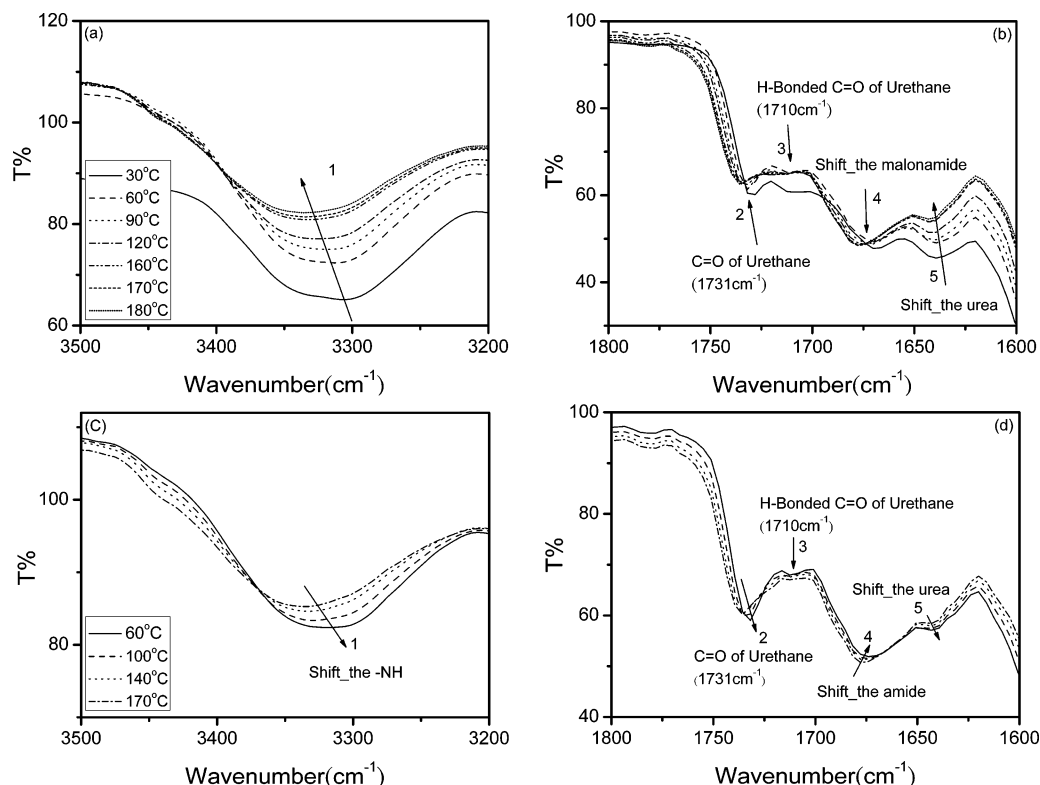 (a)
120
100
80
60
T%
1
30°C
60°C
90°C
120°C
160°C
170°C
180°C
3500
3400
3300
3200
Wavenumber(cm⁻¹)
(b)
100
80
60
40
T%
H-Bonded C=O of Urethane
(1710cm⁻¹)
3
Shift_the malonamide
4
2
C=O of Urethane
(1731cm⁻¹)
5
Shift_the urea
1800
1750
1700
1650
1600
Wavenumber(cm⁻¹)
(C)
100
80
T%
1
Shift_the -NH
60°C
100°C
140°C
170°C
3500
3400
3300
3200
Wavenumber(cm⁻¹)
(d)
100
80
60
40
T%
H-Bonded C=O of Urethane
(1710cm⁻¹)
3
Shift_the urea
5
4
2
C=O of Urethane
(1731cm⁻¹)
Shift_the amide
1800
1750
1700
1650
1600
Wavenumber(cm⁻¹)